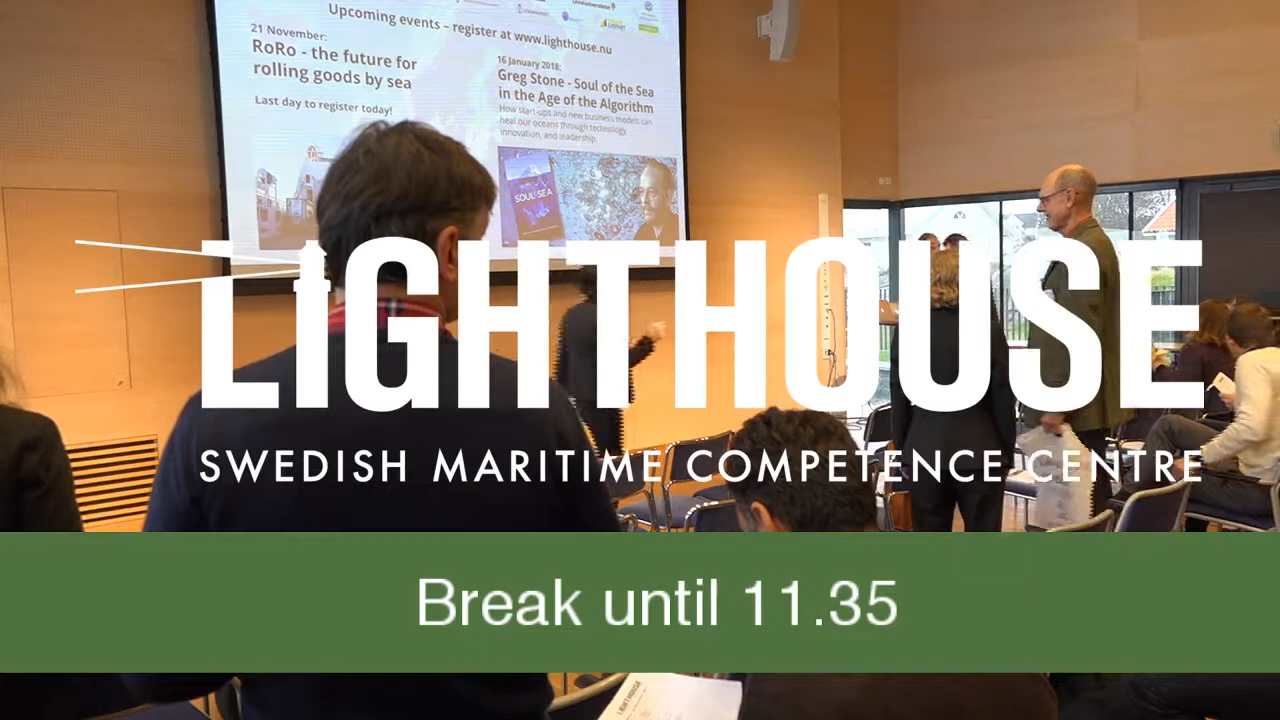 Upcoming events – register at www.lighthouse.nu
21 November:
RoRo - the future for
rolling goods by sea
Last day to register today!
16 January 2018:
Greg Stone - Soul of the Sea
in the Age of the Algorithm
How start-ups and new business models can
heal our oceans through technology,
innovation, and leadership.
SOUL SEA
LIGHTHOUSE
SWEDISH MARITIME COMPETENCE CENTRE
Break until 11.35
LIGHTHOUSE